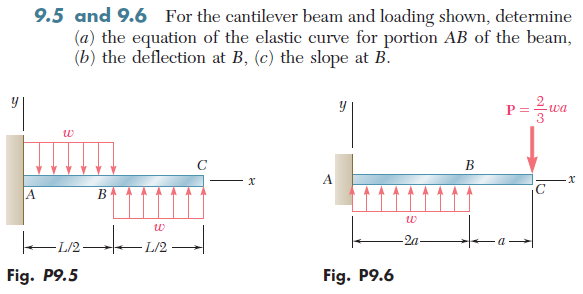 9.5 and 9.6 For the cantilever beam and loading shown, determine
(a) the equation of the elastic curve for portion AB of the beam,
(b) the deflection at B, (c) the slope at B.
y
w
C
x
A
B
w
L/2
L/2
Fig. P9.5
y
P = 2/3 wa
B
A
x
C
w
2a
a
Fig. P9.6